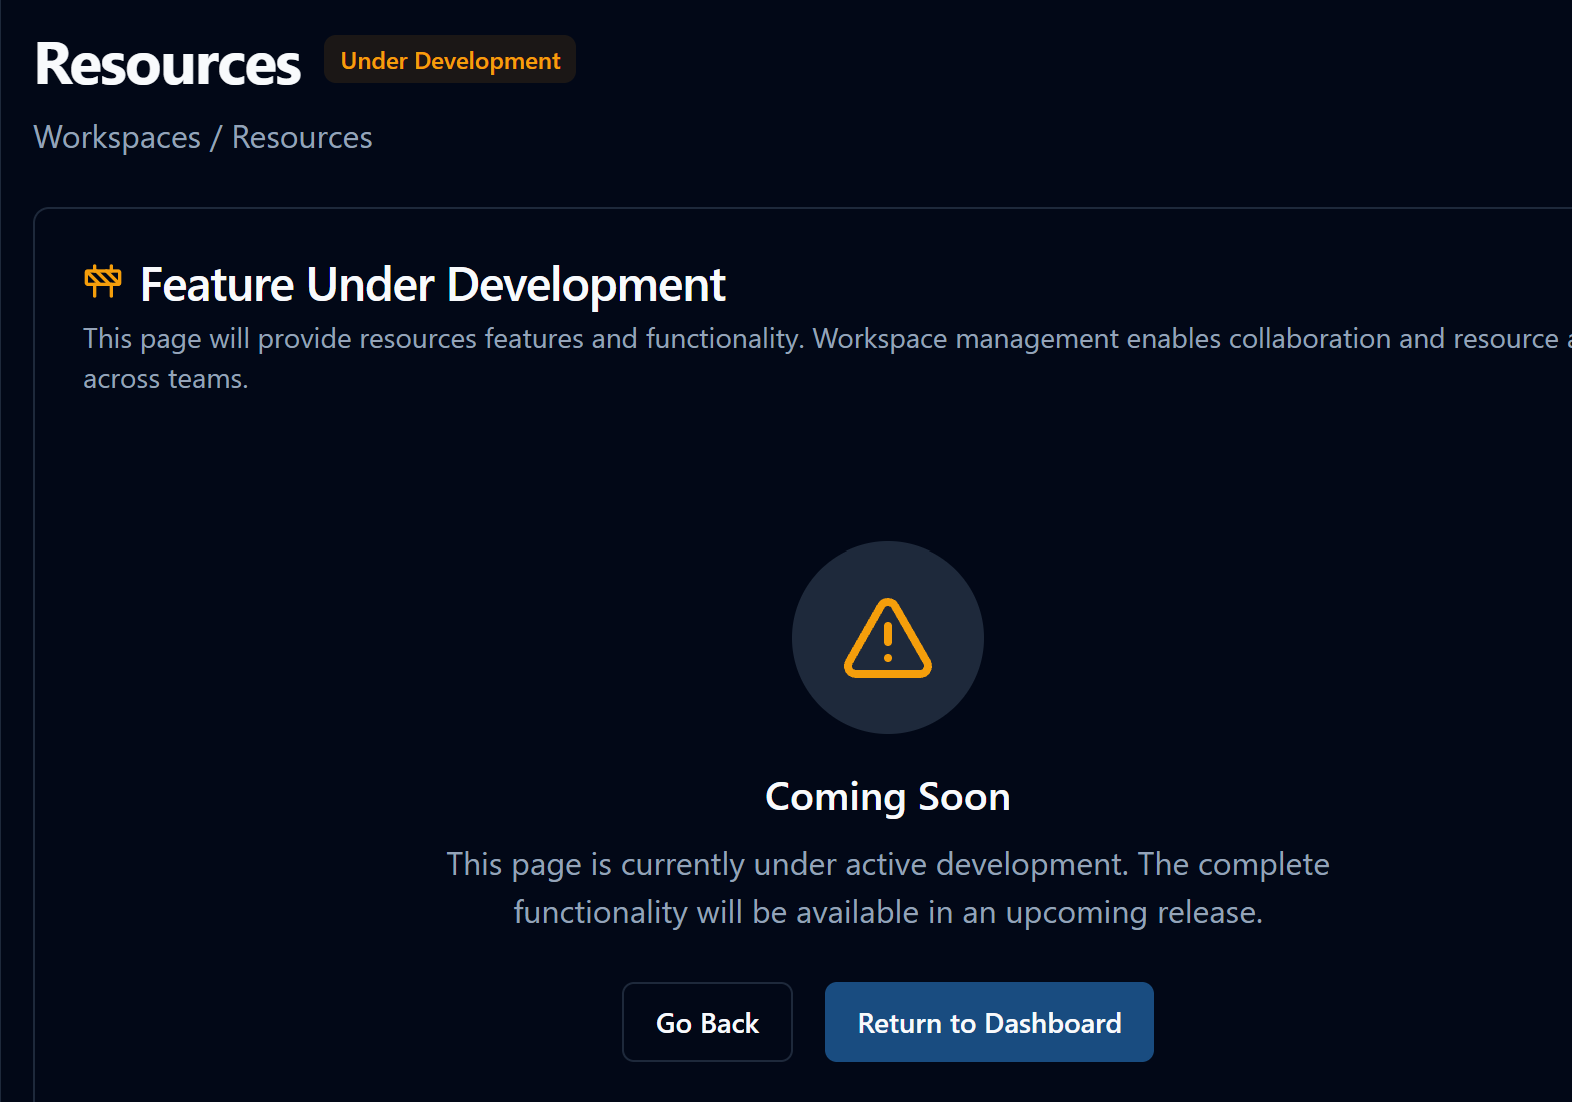 Resources
Under Development
Workspaces / Resources
Feature Under Development
This page will provide resources features and functionality. Workspace management enables collaboration and resource
across teams.
Coming Soon
This page is currently under active development. The complete
functionality will be available in an upcoming release.
Go Back
Return to Dashboard